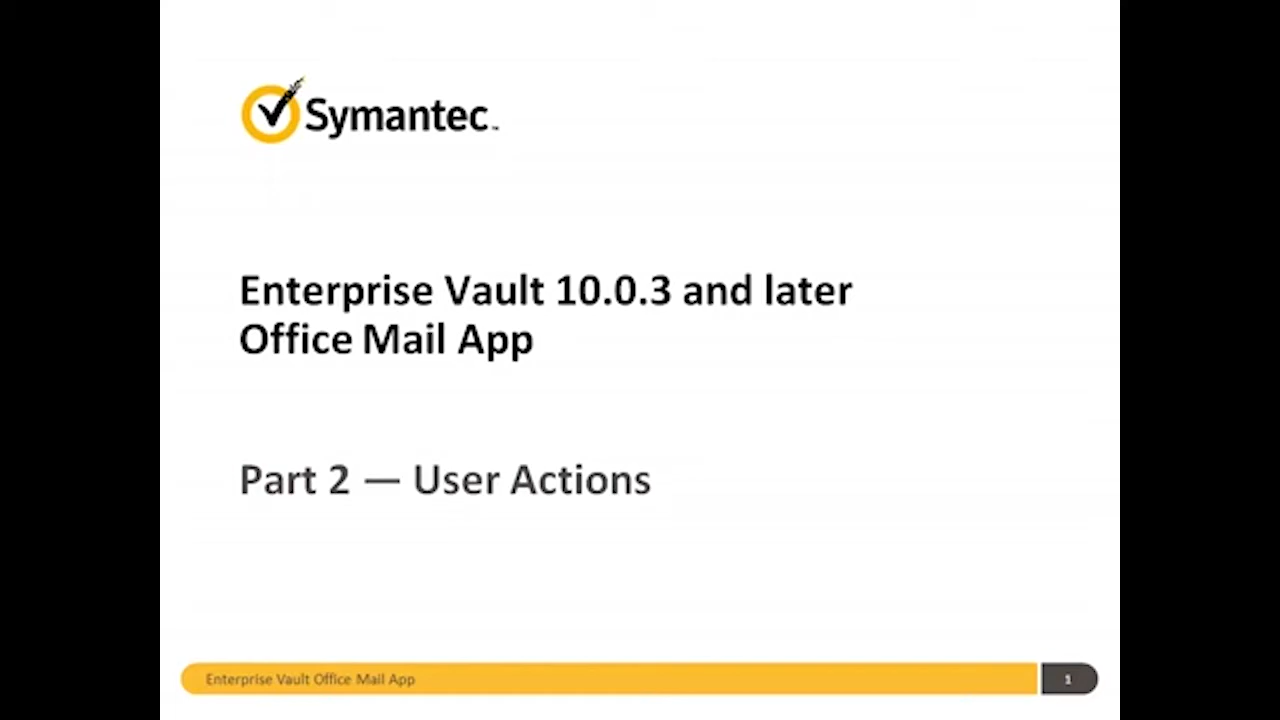 Symantec™
Enterprise Vault 10.0.3 and later
Office Mail App
Part 2 — User Actions
Enterprise Vault Office Mail App
1